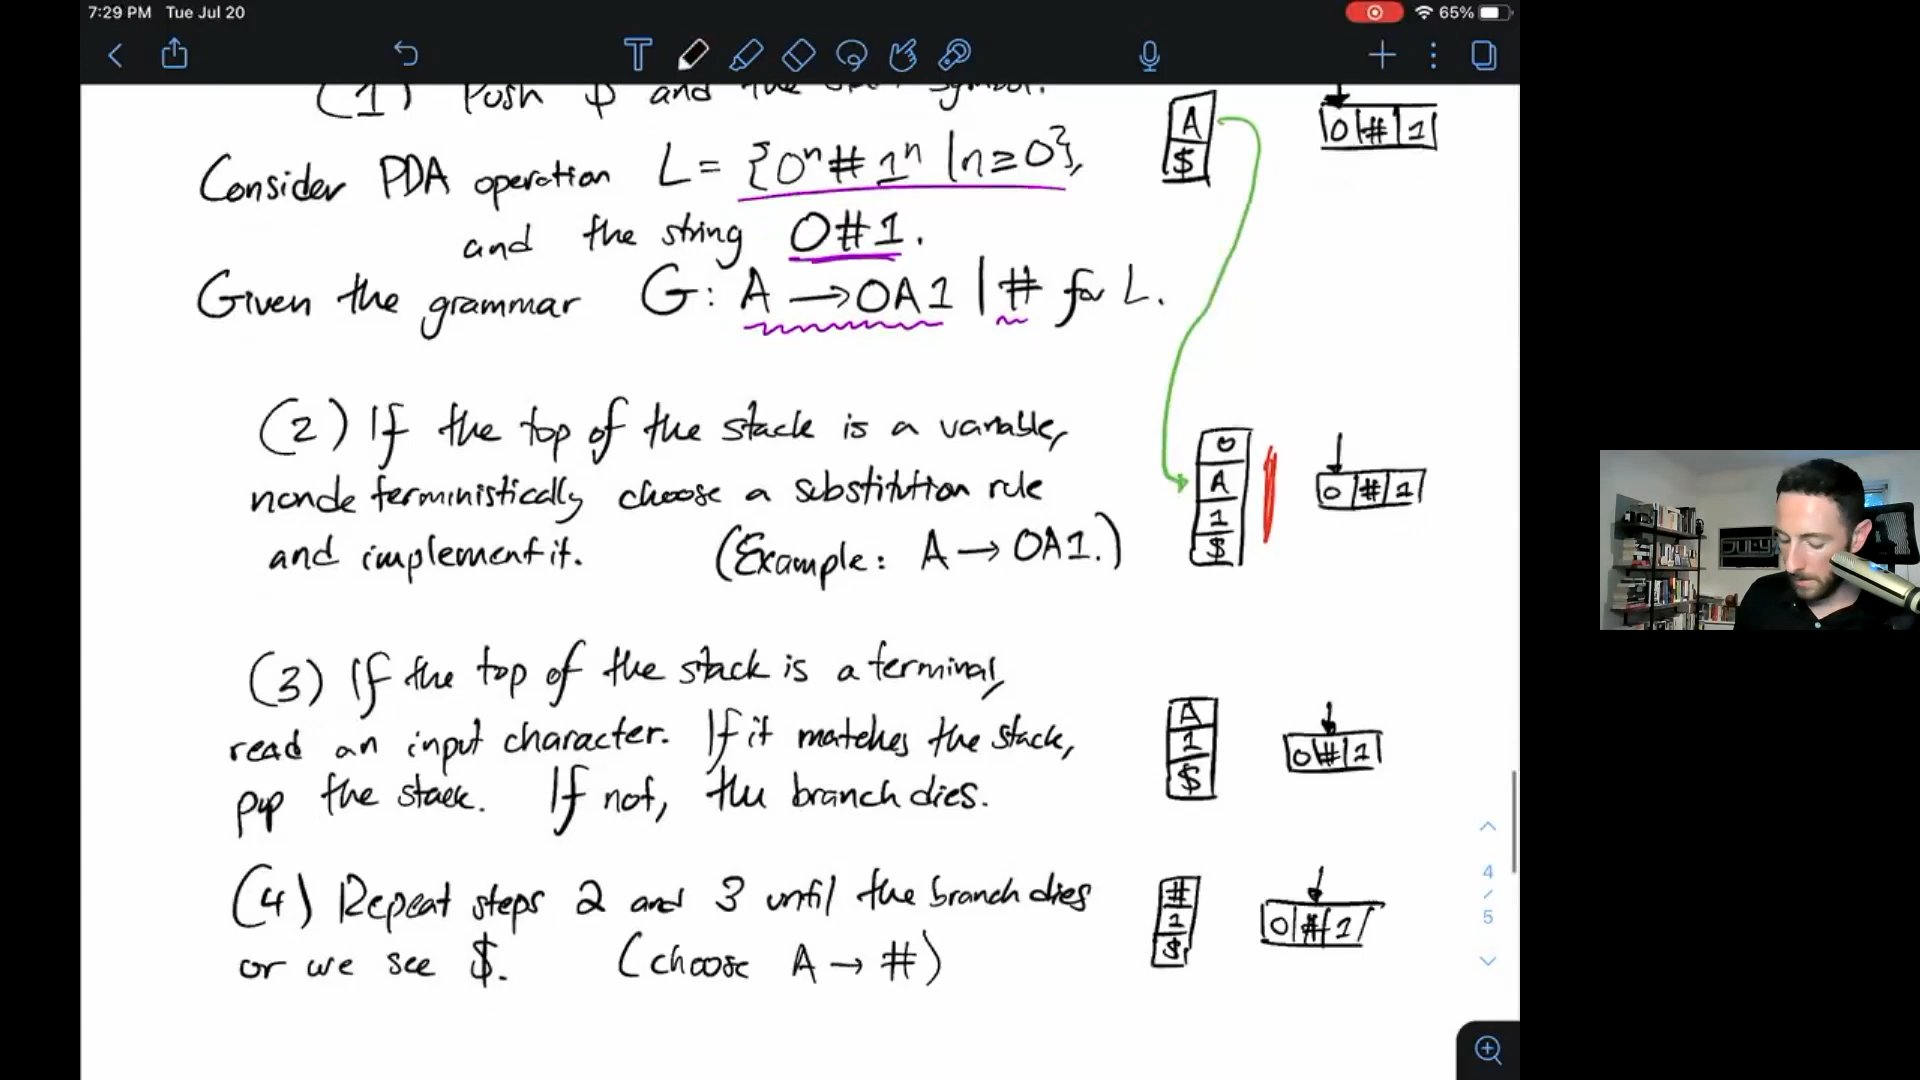 7:29 PM Tue Jul 20
65%
(1) Push $ and the start symbol.
A
$
0 # 1
Consider PDA operation L = {0ⁿ#1ⁿ | n ≥ 0},
and the string 0#1.
Given the grammar G: A → 0A1 | # for L.
(2) If the top of the stack is a variable,
nondeterministically choose a substitution rule
and implement it. (Example: A → 0A1.)
0
A
1
$
0 # 1
(3) If the top of the stack is a terminal,
read an input character. If it matches the stack,
pop the stack. If not, the branch dies.
A
1
$
0 # 1
(4) Repeat steps 2 and 3 until the branch dies
or we see $. (choose A → #)
#
1
$
0 # 1
4
/
5